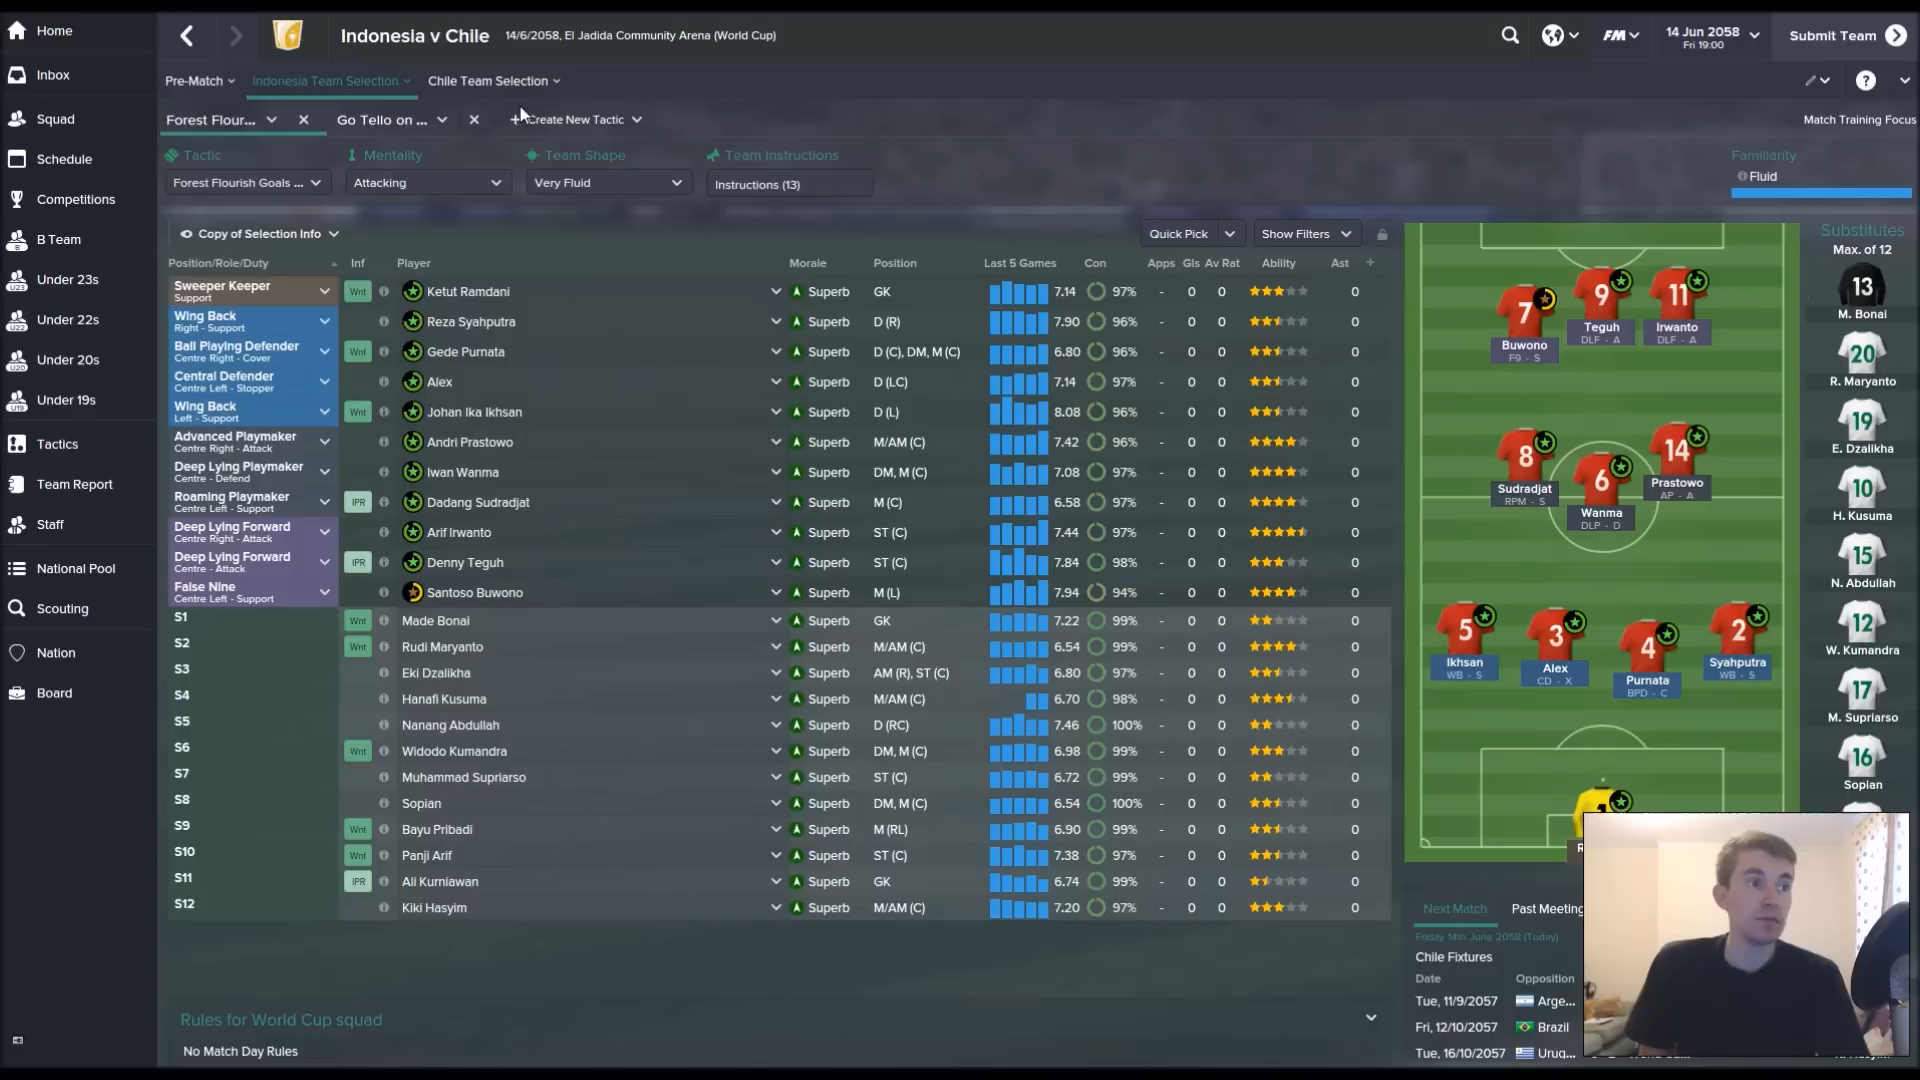 Home
Inbox
Squad
Schedule
Competitions
B Team
Under 23s
Under 22s
Under 20s
Under 19s
Tactics
Team Report
Staff
National Pool
Scouting
Nation
Board
Indonesia v Chile 14/6/2058, El Jadida Community Arena (World Cup)
FM
14 Jun 2058
Fri 19:00
Submit Team
Pre-Match Indonesia Team Selection Chile Team Selection
Forest Flour... Go Tello on ... Create New Tactic
Match Training Focus
Tactic Mentality Team Shape Team Instructions Familiarity
Forest Flourish Goals ... Attacking Very Fluid Instructions (13) Fluid
Copy of Selection Info Quick Pick Show Filters
Position/Role/Duty Inf Player Morale Position Last 5 Games Con Apps Gls Av Rat Ability Ast
Sweeper Keeper Support Wnt Ketut Ramdani Superb GK 7.14 97% - 0 0 0
Wing Back Right - Support Reza Syahputra Superb D (R) 7.90 96% - 0 0 0
Ball Playing Defender Centre Right - Cover Wnt Gede Purnata Superb D (C), DM, M (C) 6.80 96% - 0 0 0
Central Defender Centre Left - Stopper Alex Superb D (LC) 7.14 97% - 0 0 0
Wing Back Left - Support Wnt Johan Ika Ikhsan Superb D (L) 8.08 96% - 0 0 0
Advanced Playmaker Centre Right - Attack Andri Prastowo Superb M/AM (C) 7.42 96% - 0 0 0
Deep Lying Playmaker Centre - Defend Iwan Wanma Superb DM, M (C) 7.08 97% - 0 0 0
Roaming Playmaker Centre Left - Support IPR Dadang Sudradjat Superb M (C) 6.58 97% - 0 0 0
Deep Lying Forward Centre Right - Attack Arif Irwanto Superb ST (C) 7.44 97% - 0 0 0
Deep Lying Forward Centre - Attack IPR Denny Teguh Superb ST (C) 7.84 98% - 0 0 0
False Nine Centre Left - Support Santoso Buwono Superb M (L) 7.94 94% - 0 0 0
S1 Wnt Made Bonai Superb GK 7.22 99% - 0 0 0
S2 Wnt Rudi Maryanto Superb M/AM (C) 6.54 99% - 0 0 0
S3 Eki Dzalikha Superb AM (R), ST (C) 6.80 97% - 0 0 0
S4 Hanafi Kusuma Superb M/AM (C) 6.70 98% - 0 0 0
S5 Nanang Abdullah Superb D (RC) 7.46 100% - 0 0 0
S6 Wnt Widodo Kumandra Superb DM, M (C) 6.98 99% - 0 0 0
S7 Muhammad Supriarso Superb ST (C) 6.72 99% - 0 0 0
S8 Sopian Superb DM, M (C) 6.54 100% - 0 0 0
S9 Wnt Bayu Pribadi Superb M (RL) 6.90 99% - 0 0 0
S10 Wnt Panji Arif Superb ST (C) 7.38 97% - 0 0 0
S11 IPR Ali Kurniawan Superb GK 6.74 99% - 0 0 0
S12 Kiki Hasyim Superb M/AM (C) 7.20 97% - 0 0 0
Rules for World Cup squad
No Match Day Rules
7 9 11
Buwono Teguh Irwanto
F9 - S DLF - A DLF - A
8 6 14
Sudradjat Wanma Prastowo
RPM - S DLP - D AP - A
5 3 4 2
Ikhsan Alex Purnata Syahputra
WB - S CD - X BPD - C WB - S
Substitutes
Max. of 12
13
M. Bonai
20
R. Maryanto
19
E. Dzalikha
10
H. Kusuma
15
N. Abdullah
12
W. Kumandra
17
M. Supriarso
16
Sopian
Next Match Past Meeting
Friday 14th June 2058 (Today)
Chile Fixtures
Date Opposition
Tue, 11/9/2057 Arge...
Fri, 12/10/2057 Brazil
Tue, 16/10/2057 Urug...